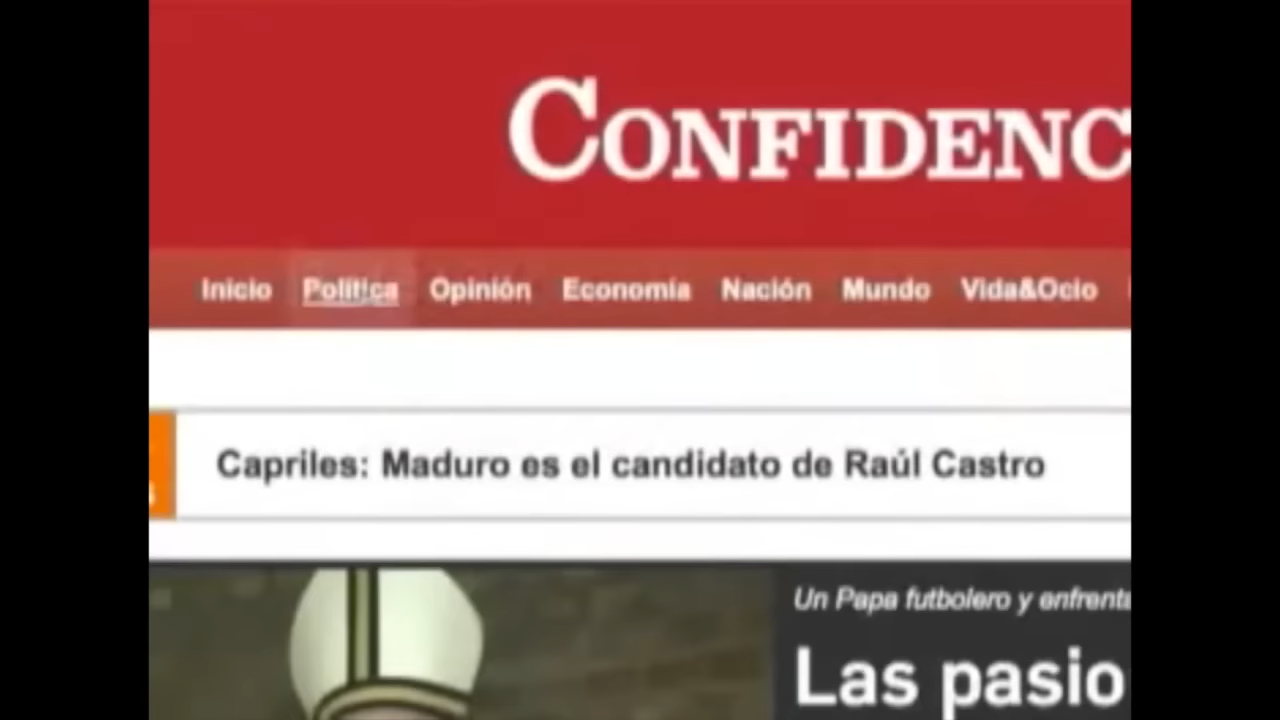 CONFIDENC
Inicio Política Opinión Economía Nación Mundo Vida&Ocio
Capriles: Maduro es el candidato de Raúl Castro
Un Papa futbolero y enfrenta
Las pasio